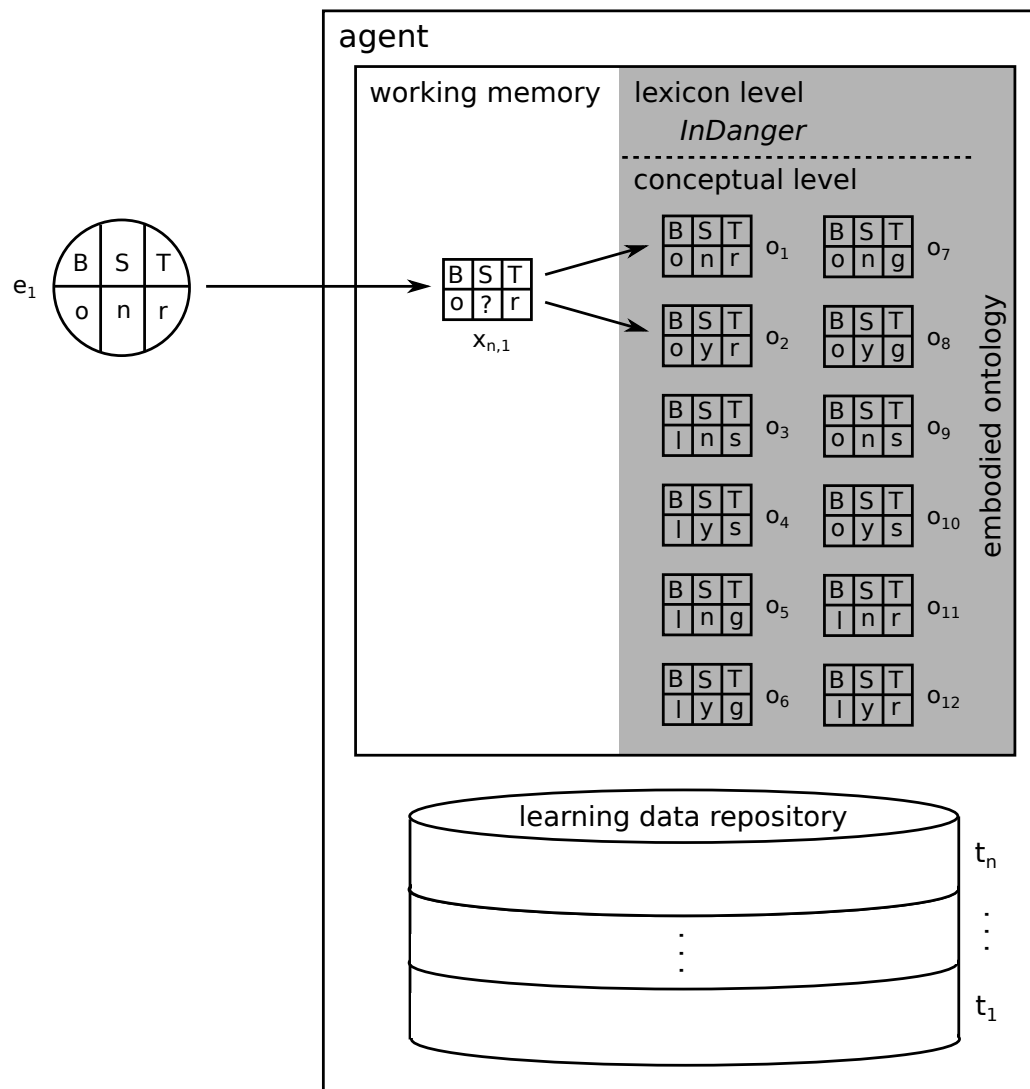 agent
working memory
lexicon level
InDanger
conceptual level
B S T
o n r
e1
B S T
o ? r
xn,1
B S T
o n r
o1
B S T
o n g
o7
B S T
o y r
o2
B S T
o y g
o8
B S T
l n s
o3
B S T
o n s
o9
B S T
l y s
o4
B S T
o y s
o10
B S T
l n g
o5
B S T
l n r
o11
B S T
l y g
o6
B S T
l y r
o12
embodied ontology
learning data repository
tn
⋮
⋮
t1